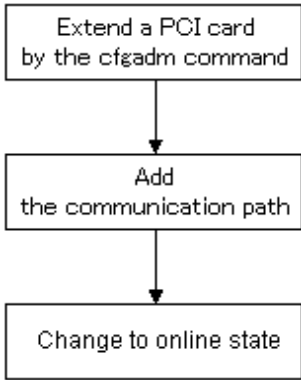 Extend a PCI card
by the cfgadm command
Add
the communication path
Change to online state